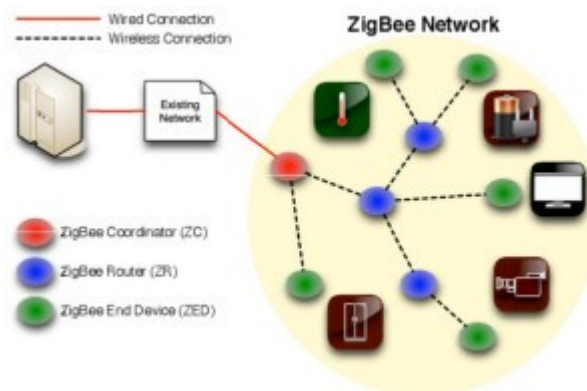 Wired Connection
Wireless Connection
ZigBee Network
Existing
Network
ZigBee Coordinator (ZC)
ZigBee Router (ZR)
ZigBee End Device (ZED)